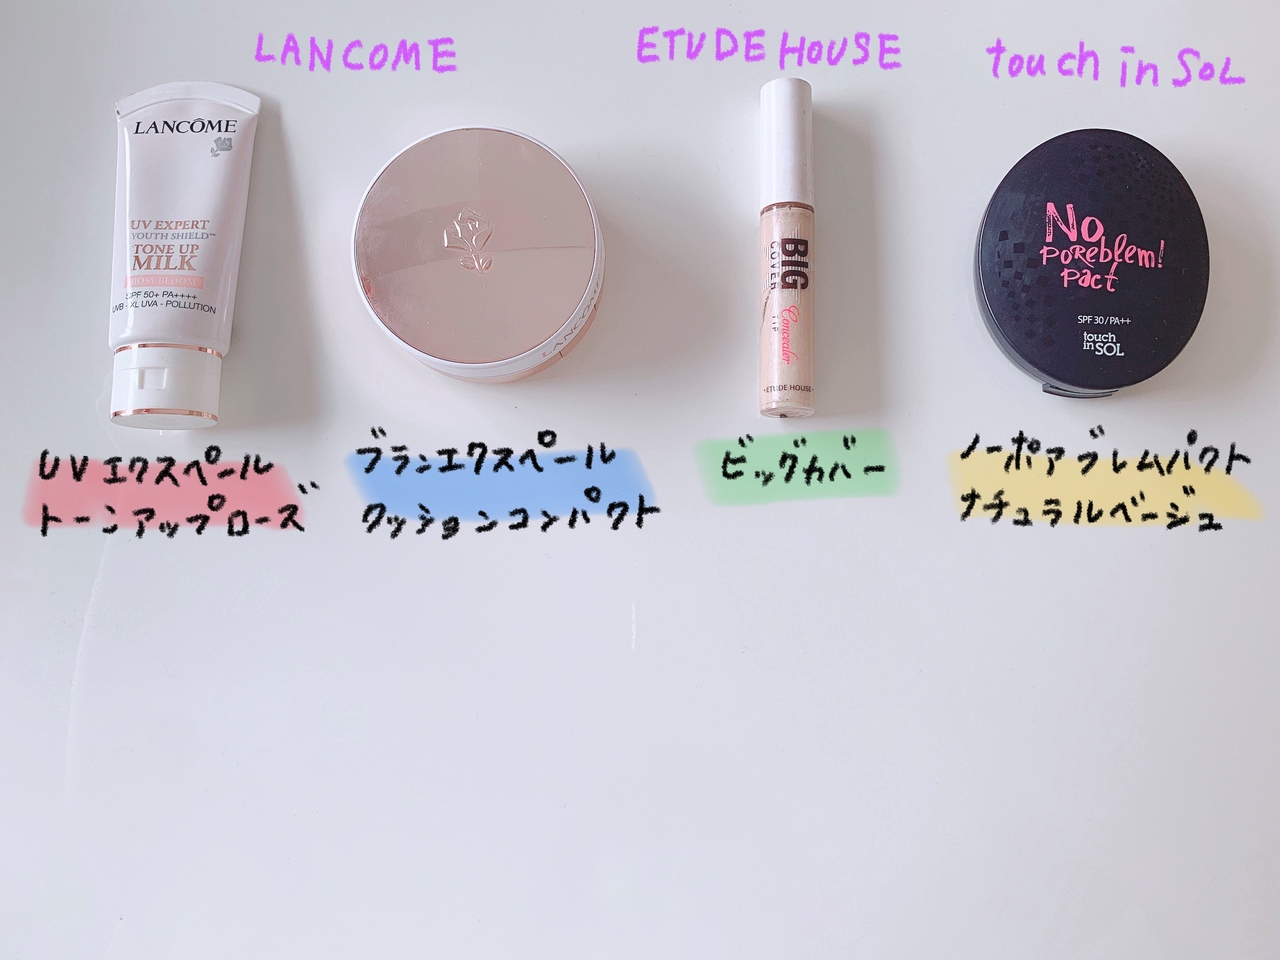 LANCOME
ETUDE HOUSE
touch in SOL
LANCÔME
UV EXPERT
YOUTH SHIELD™
TONE UP
MILK
ROSY BLOOM
SPF 50+ PA++++
UVB - XL UVA - POLLUTION
LANCÔME
BIG
COVER
Concealer
TIP
•ETUDE HOUSE•
No
Poreblem!
Pact
SPF 30/PA++
touch
in SOL
UVエクスペール
トーンアップローズ
ブランエクスペール
クッションコンパクト
ビッグカバー
ノーポアブレムパクト
ナチュラルベージュ